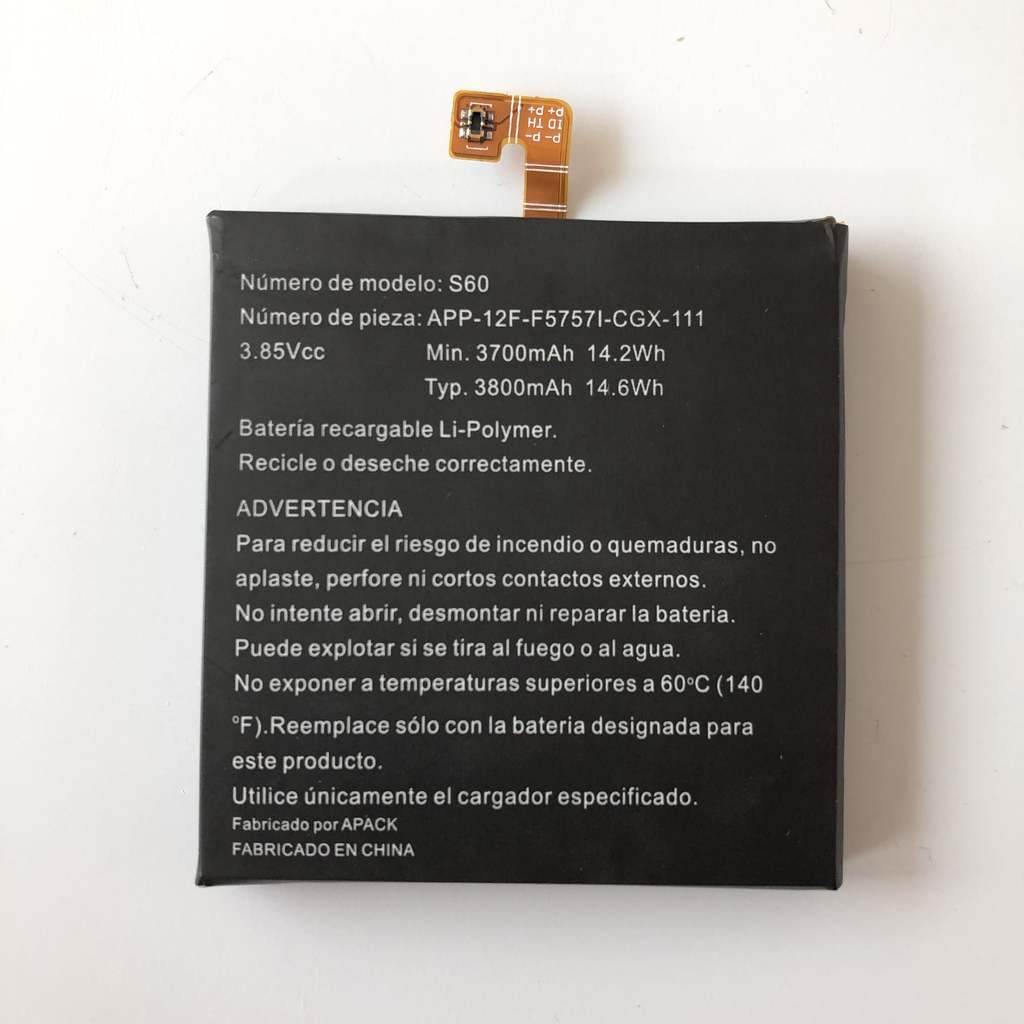 P- P- 
ID TH
P+ P+
Número de modelo: S60
Número de pieza: APP-12F-F5757I-CGX-111
3.85Vcc Min. 3700mAh 14.2Wh
Typ. 3800mAh 14.6Wh
Batería recargable Li-Polymer.
Recicle o deseche correctamente.
ADVERTENCIA
Para reducir el riesgo de incendio o quemaduras, no
aplaste, perfore ni cortos contactos externos.
No intente abrir, desmontar ni reparar la bateria.
Puede explotar si se tira al fuego o al agua.
No exponer a temperaturas superiores a 60°C (140
°F).Reemplace sólo con la bateria designada para
este producto.
Utilice únicamente el cargador especificado.
Fabricado por APACK
FABRICADO EN CHINA